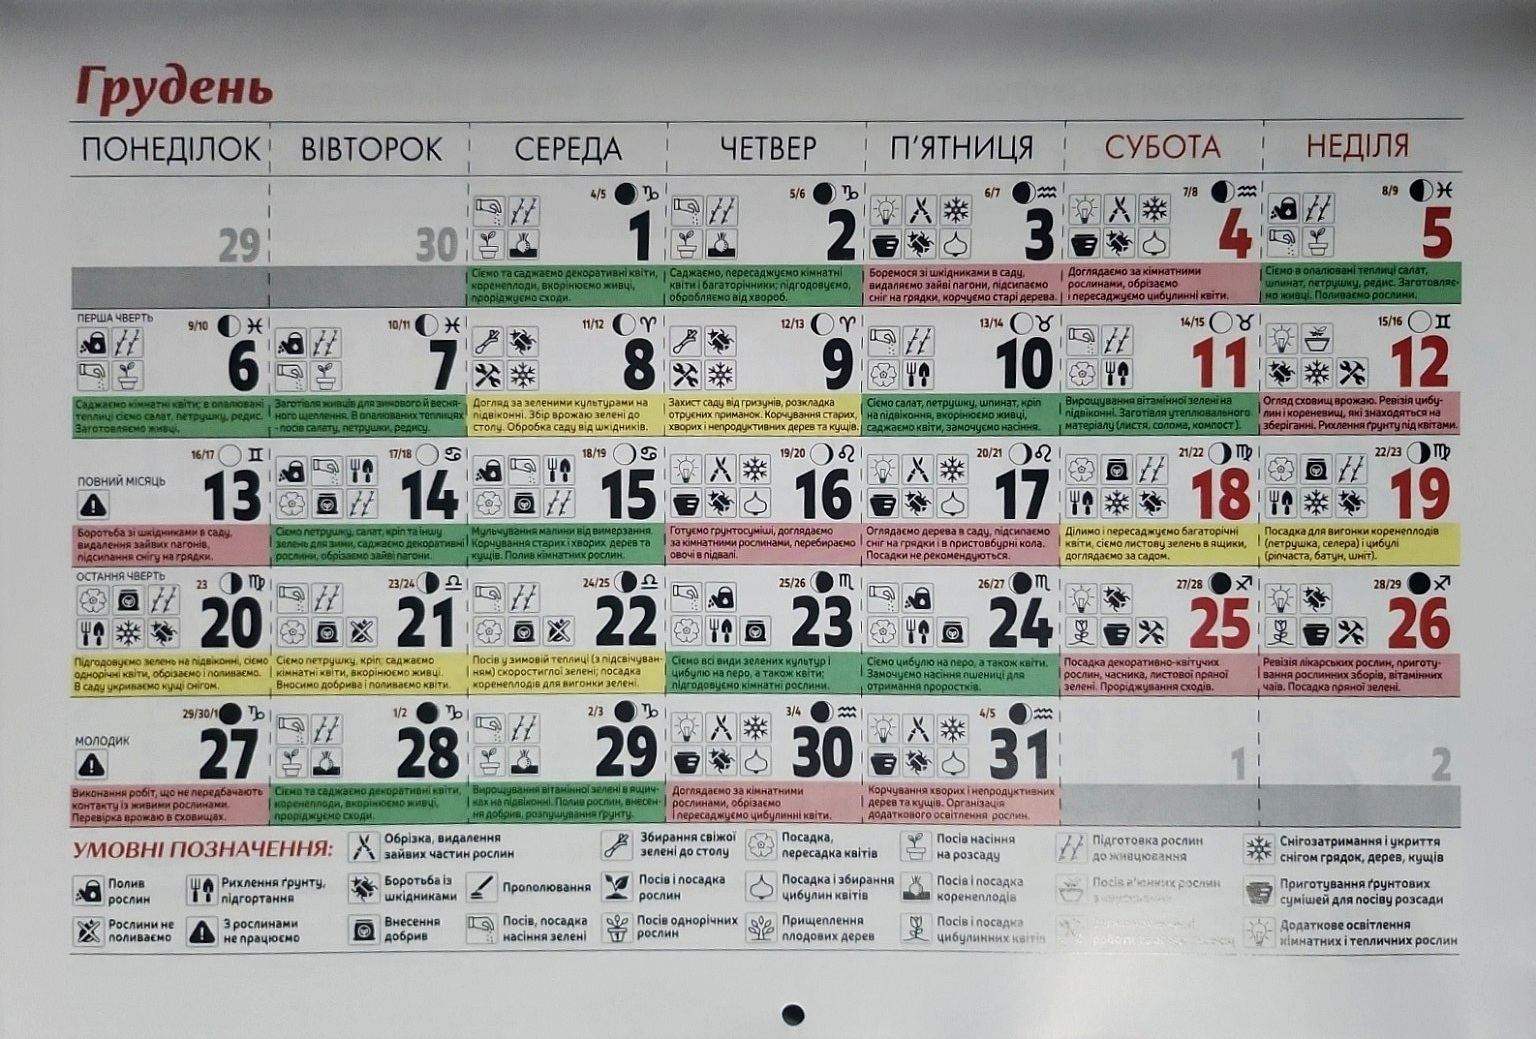 Грудень
ПОНЕДІЛОК ВІВТОРОК СЕРЕДА ЧЕТВЕР П'ЯТНИЦЯ СУБОТА НЕДІЛЯ
29
30
4/5
1
Сіємо та саджаємо декоративні квіти,
коренеплоди, вкорінюємо живці,
проріджуємо сходи.
5/6
2
Саджаємо, пересаджуємо кімнатні
квіти і багаторічники; підгодовуємо,
обробляємо від хвороб.
6/7
3
Боремося зі шкідниками в саду,
видаляємо зайві пагони, підсипаємо
сніг на грядки, корчуємо старі дерева.
7/8
4
Доглядаємо за кімнатними
рослинами, обрізаємо
і пересаджуємо цибулинні квіти.
8/9
5
Сіємо в опалювані теплиці салат,
шпинат, петрушку, редис. Заготовляє-
мо живці. Поливаємо рослини.
ПЕРША ЧВЕРТЬ
9/10
6
Саджаємо кімнатні квіти; в опалювані
теплиці сіємо салат, петрушку, редис.
Заготовляємо живці.
10/11
7
Заготівля живців для зимового й весня-
ного щеплення. В опалюваних теплицях
- посів салату, петрушки, редису.
11/12
8
Догляд за зеленими культурами на
підвіконні. Збір врожаю зелені до
столу. Обробка саду від шкідників.
12/13
9
Захист саду від гризунів, розкладка
отруєних приманок. Корчування старих,
хворих і непродуктивних дерев та кущів.
13/14
10
Сіємо салат, петрушку, шпинат, кріп
на підвіконня, вкорінюємо живці,
саджаємо квіти, замочуємо насіння.
14/15
11
Вирощування вітамінної зелені на
підвіконні. Заготівля утеплювального
матеріалу (листя, солома, компост).
15/16
12
Огляд сховищ врожаю. Ревізія цибу-
лин і кореневищ, які знаходяться на
зберіганні. Рихлення ґрунту під квітами.
16/17
ПОВНИЙ МІСЯЦЬ
13
Боротьба зі шкідниками в саду,
видалення зайвих пагонів,
підсипання снігу на грядки.
17/18
14
Сіємо петрушку, салат, кріп та іншу
зелень для зими, саджаємо декоративні
рослини, обрізаємо зайві пагони.
18/19
15
Мульчування малини від вимерзання.
Корчування старих і хворих дерев та
кущів. Полив кімнатних рослин.
19/20
16
Готуємо ґрунтосуміші, доглядаємо
за кімнатними рослинами, перебираємо
овочі в підвалі.
20/21
17
Оглядаємо дерева в саду, підсипаємо
сніг на грядки і в пристовбурні кола.
Посадки не рекомендуються.
21/22
18
Ділимо і пересаджуємо багаторічні
квіти, сіємо листову зелень в ящики,
доглядаємо за садом.
22/23
19
Посадка для вигонки коренеплодів
(петрушка, селера) і цибулі
(ріпчаста, батун, шніт).
ОСТАННЯ ЧВЕРТЬ
23
20
Підгодовуємо зелень на підвіконні, сіємо
однорічні квіти, обрізаємо і поливаємо.
В саду укриваємо кущі снігом.
23/24
21
Сіємо петрушку, кріп; саджаємо
кімнатні квіти, вкорінюємо живці.
Вносимо добрива і поливаємо квіти.
24/25
22
Посів у зимовій теплиці (з підсвічуван-
ням) скоростиглої зелені; посадка
коренеплодів для вигонки зелені.
25/26
23
Сіємо всі види зелених культур і
цибулю на перо, а також квіти;
підгодовуємо кімнатні рослини.
26/27
24
Сіємо цибулю на перо, а також квіти.
Замочуємо насіння пшениці для
отримання проростків.
27/28
25
Посадка декоративно-квітучих
рослин, часника, листової пряної
зелені. Проріджування сходів.
28/29
26
Ревізія лікарських рослин, приготу-
вання рослинних зборів, вітамінних
чаїв. Посадка пряної зелені.
29/30/1
МОЛОДИК
27
Виконання робіт, що не передбачають
контакту із живими рослинами.
Перевірка врожаю в сховищах.
1/2
28
Сіємо та саджаємо декоративні квіти,
коренеплоди, вкорінюємо живці,
проріджуємо сходи.
2/3
29
Вирощування вітамінної зелені в ящич-
ках на підвіконні. Полив рослин, внесен-
ня добрив, розпушування ґрунту.
3/4
30
Доглядаємо за кімнатними
рослинами, обрізаємо
і пересаджуємо цибулинні квіти.
4/5
31
Корчування хворих і непродуктивних
дерев та кущів. Організація
додаткового освітлення рослин.
1
2
УМОВНІ ПОЗНАЧЕННЯ:
Обрізка, видалення
зайвих частин рослин
Збирання свіжої
зелені до столу
Посадка,
пересадка квітів
Посів насіння
на розсаду
Підготовка рослин
до живцювання
Снігозатримання і укриття
снігом грядок, дерев, кущів
Полив
рослин
Рихлення ґрунту,
підгортання
Боротьба із
шкідниками
Прополювання
Посів і посадка
рослин
Посадка і збирання
цибулин квітів
Посів і посадка
коренеплодів
Приготування ґрунтових
сумішей для посіву розсади
Рослини не
поливаємо
З рослинами
не працюємо
Внесення
добрив
Посів, посадка
насіння зелені
Посів однорічних
рослин
Прищеплення
плодових дерев
Посів і посадка
цибулинних квітів
Додаткове освітлення
кімнатних і тепличних рослин